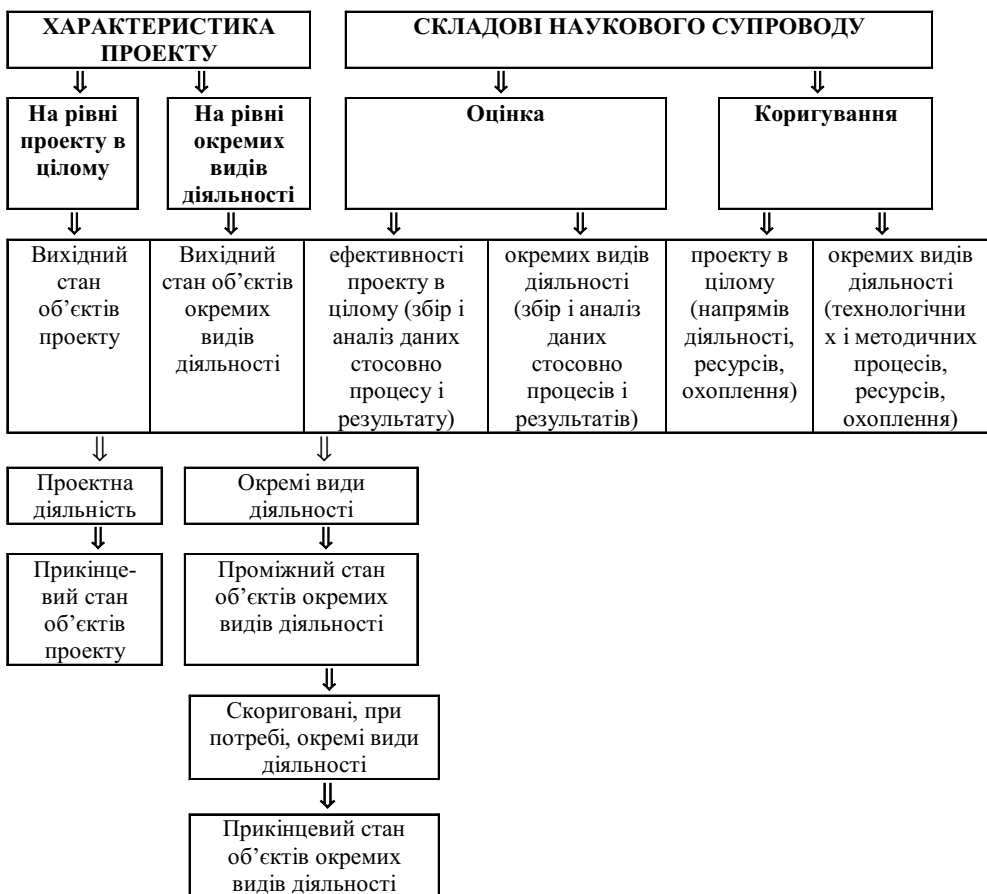 ХАРАКТЕРИСТИКА
ПРОЕКТУ
СКЛАДОВІ НАУКОВОГО СУПРОВОДУ
На рівні
проекту в
цілому
На рівні
окремих
видів
діяльності
Оцінка
Коригування
Вихідний
стан
об’єктів
проекту
Вихідний
стан об’єктів
окремих
видів
діяльності
ефективності
проекту в
цілому (збір і
аналіз даних
стосовно
процесу і
результату)
окремих видів
діяльності
(збір і аналіз
даних
стосовно
процесів і
результатів)
проекту в
цілому
(напрямів
діяльності,
ресурсів,
охоплення)
окремих видів
діяльності
(технологічни
х і методичних
процесів,
ресурсів,
охоплення)
Проектна
діяльність
Окремі види
діяльності
Прикінце-
вий стан
об’єктів
проекту
Проміжний стан
об’єктів окремих
видів діяльності
Скориговані, при
потребі, окремі види
діяльності
Прикінцевий стан
об’єктів окремих
видів діяльності